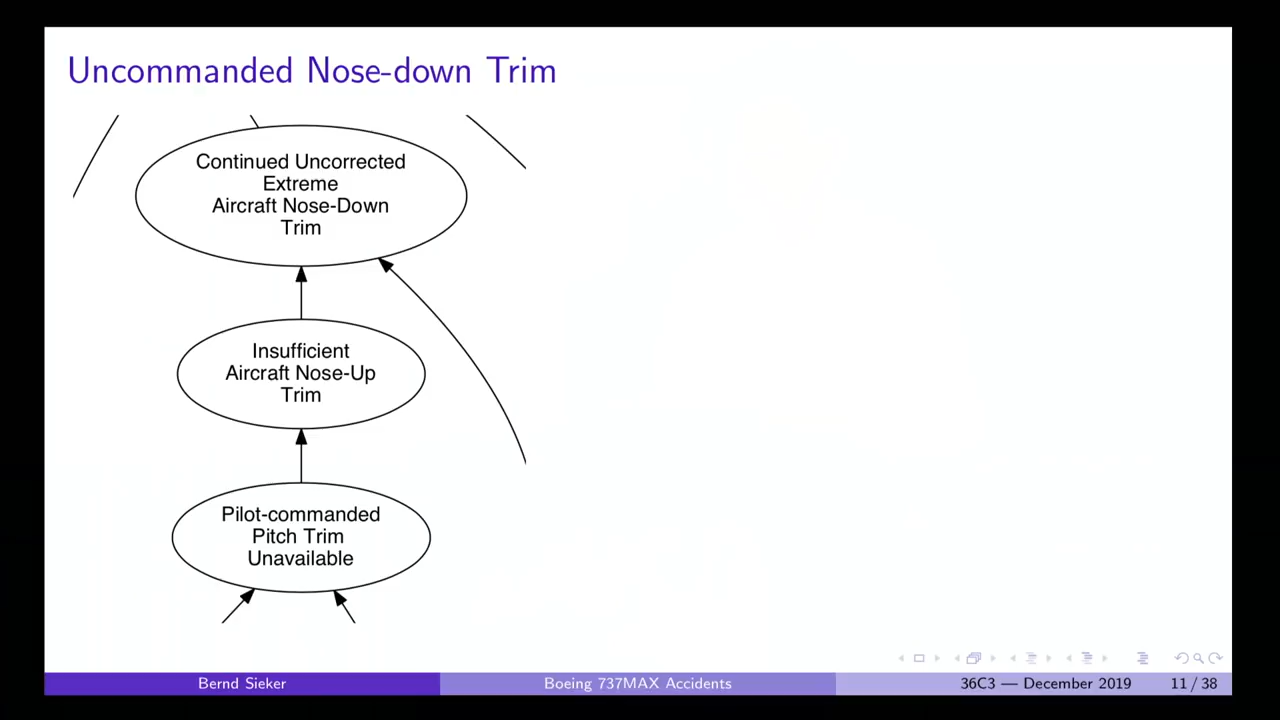 Uncommanded Nose-down Trim
Continued Uncorrected
Extreme
Aircraft Nose-Down
Trim
Insufficient
Aircraft Nose-Up
Trim
Pilot-commanded
Pitch Trim
Unavailable
Bernd Sieker
Boeing 737MAX Accidents
36C3 — December 2019
11 / 38